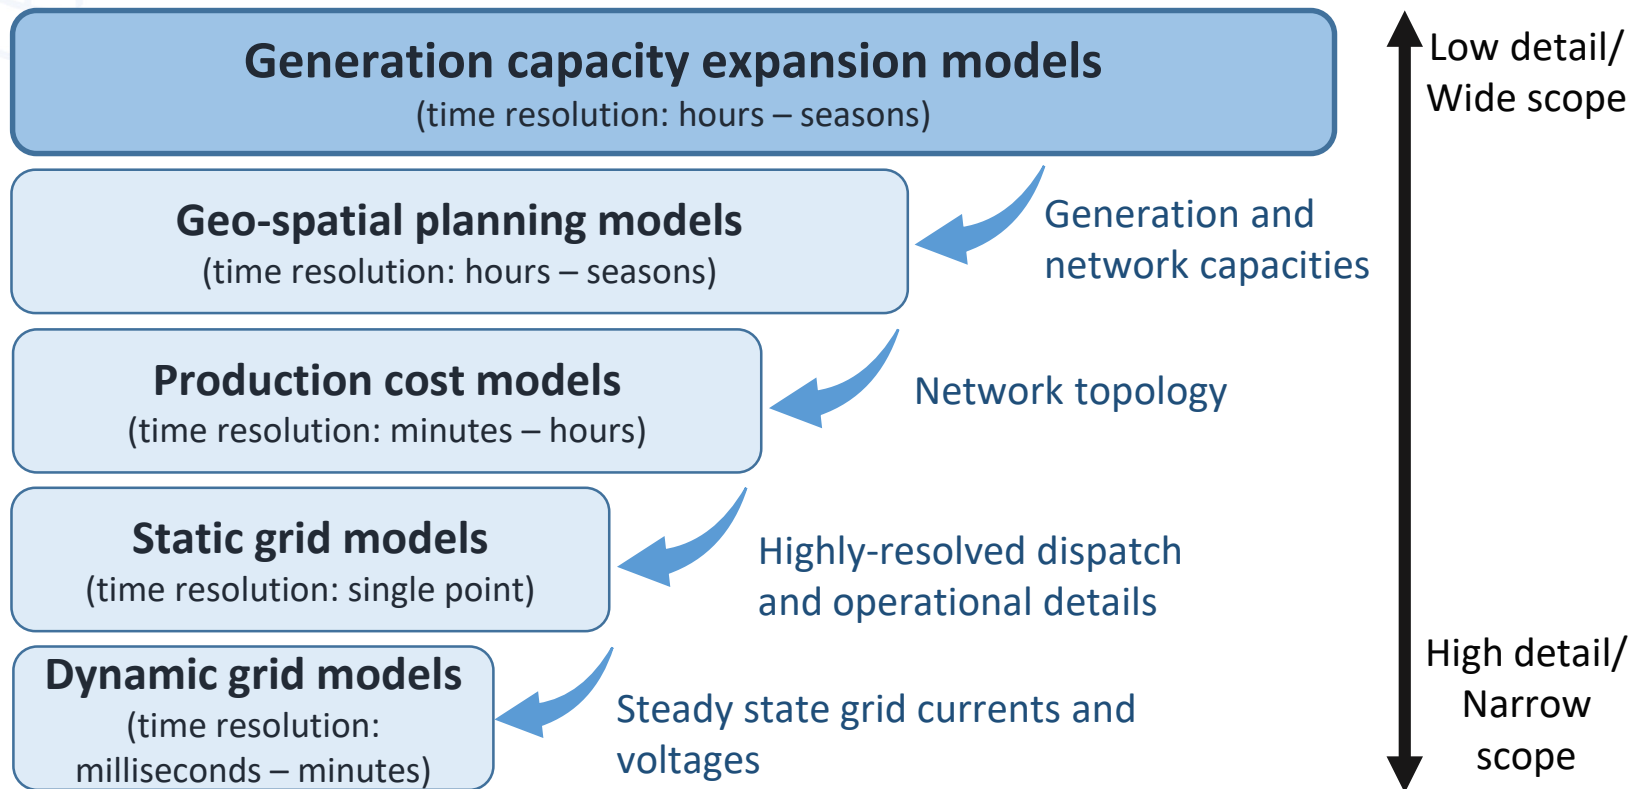 Generation capacity expansion models
(time resolution: hours – seasons)
Low detail/
Wide scope
Geo-spatial planning models
(time resolution: hours – seasons)
Generation and
network capacities
Production cost models
(time resolution: minutes – hours)
Network topology
Static grid models
(time resolution: single point)
Highly-resolved dispatch
and operational details
Dynamic grid models
(time resolution:
milliseconds – minutes)
Steady state grid currents and
voltages
High detail/
Narrow
scope